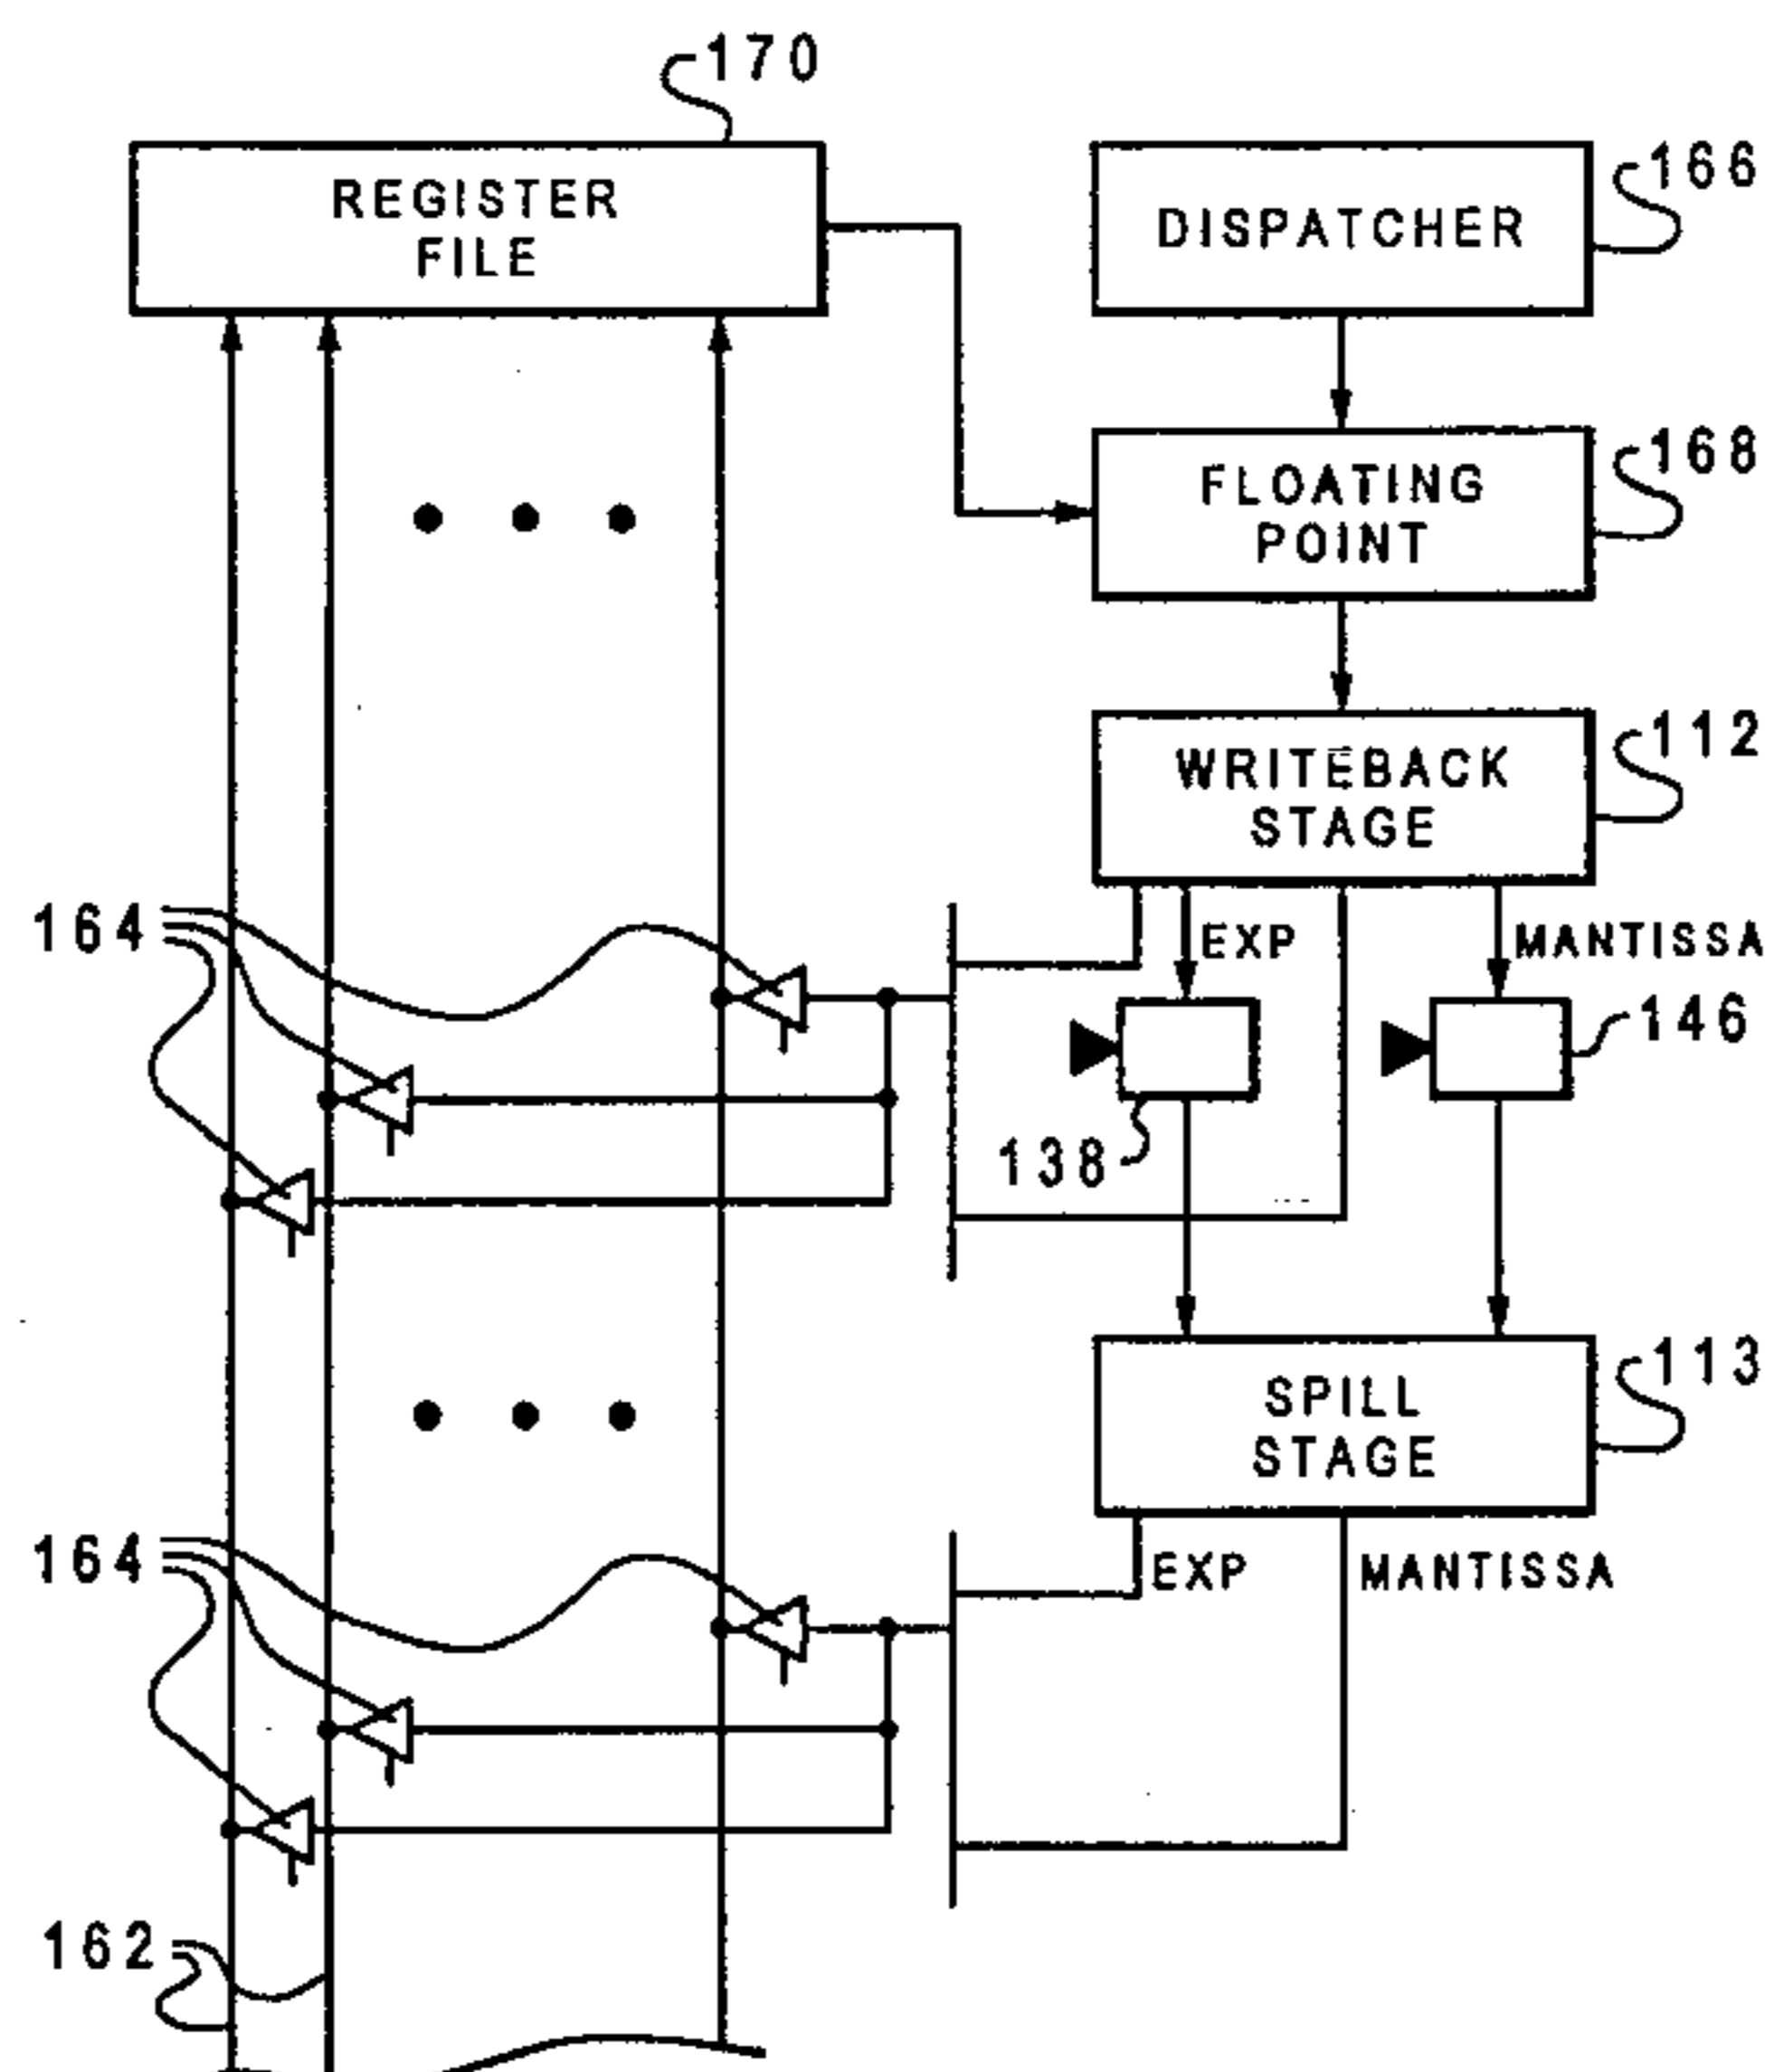 170
REGISTER
FILE
166
DISPATCHER
168
FLOATING
POINT
112
WRITEBACK
STAGE
164
EXP
MANTISSA
146
138
113
SPILL
STAGE
164
EXP
MANTISSA
162